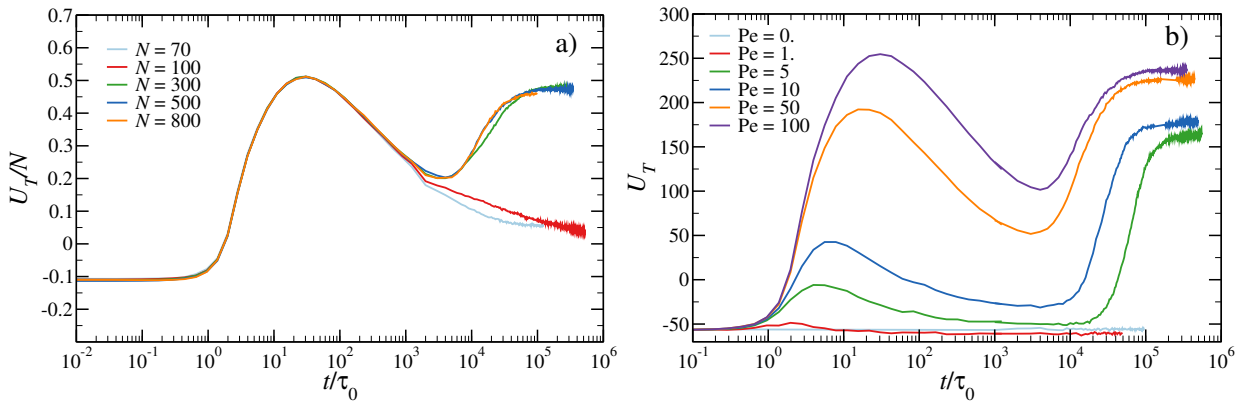 a)
N = 70
N = 100
N = 300
N = 500
N = 800
0.7
0.6
0.5
0.4
0.3
0.2
0.1
0
-0.1
-0.2
U_T/N
10^-2 10^-1 10^0 10^1 10^2 10^3 10^4 10^5 10^6
t/τ_0
b)
Pe = 0.
Pe = 1.
Pe = 5
Pe = 10
Pe = 50
Pe = 100
300
250
200
150
100
50
0
-50
U_T
10^-1 10^0 10^1 10^2 10^3 10^4 10^5 10^6
t/τ_0